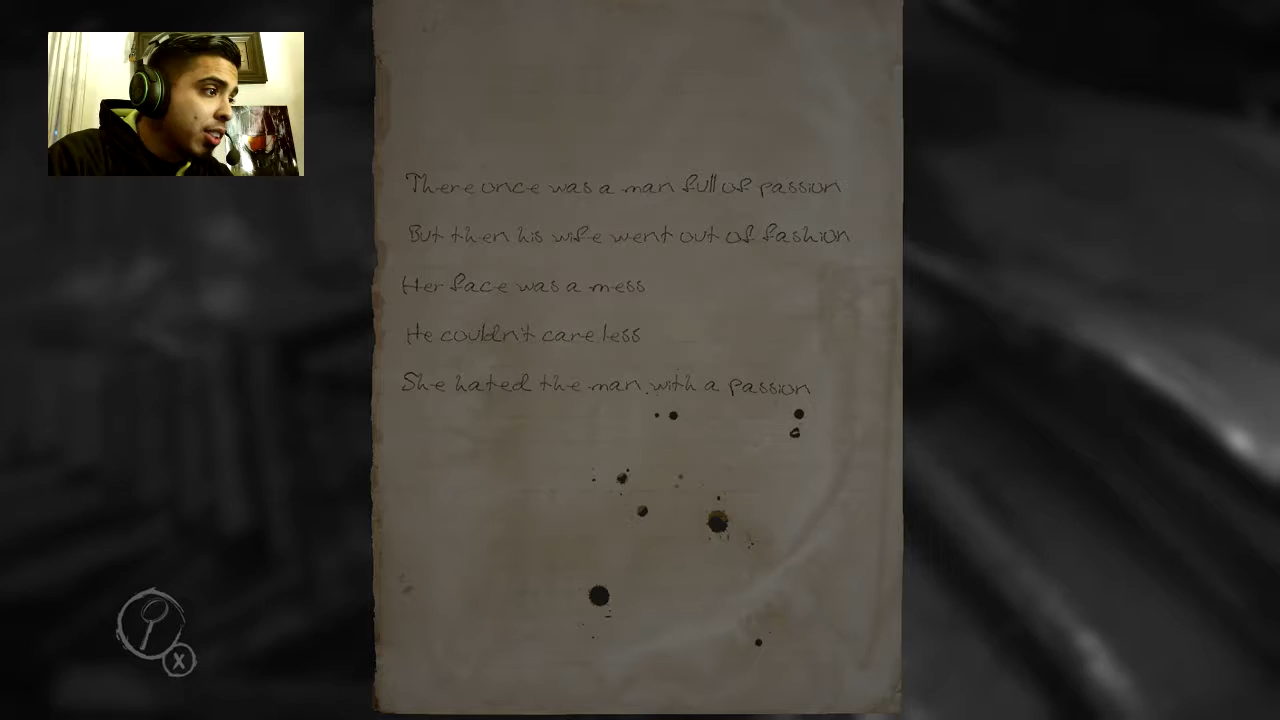 There once was a man full of passion
But then his wife went out of fashion
Her face was a mess
He couldn't care less
She hated the man with a passion
X